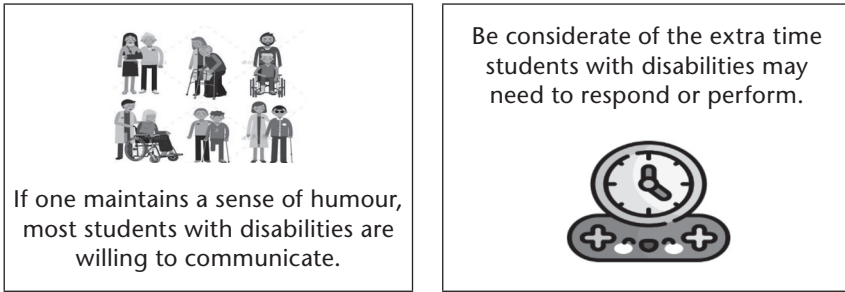 If one maintains a sense of humour,
most students with disabilities are
willing to communicate.
Be considerate of the extra time
students with disabilities may
need to respond or perform.